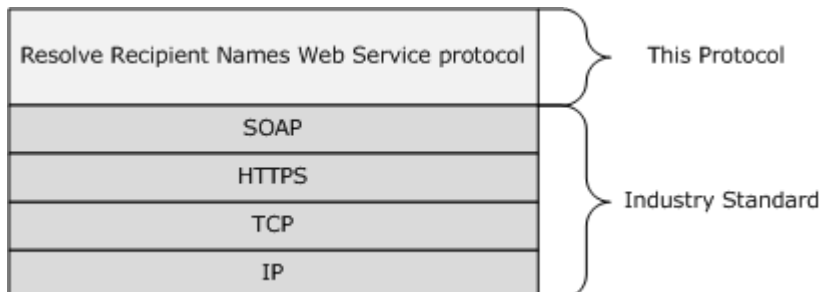 Resolve Recipient Names Web Service protocol
This Protocol
SOAP
HTTPS
TCP
IP
Industry Standard